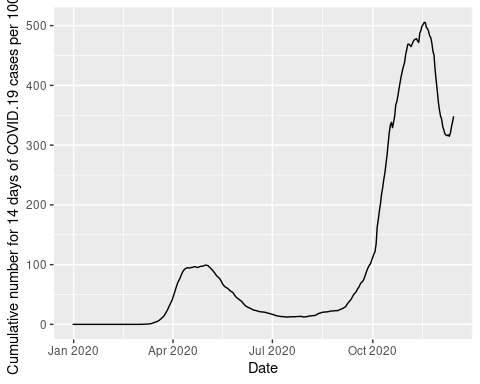 Cumulative number for 14 days of COVID.19 cases per 100
500
400
300
200
100
0
Jan 2020
Apr 2020
Jul 2020
Oct 2020
Date